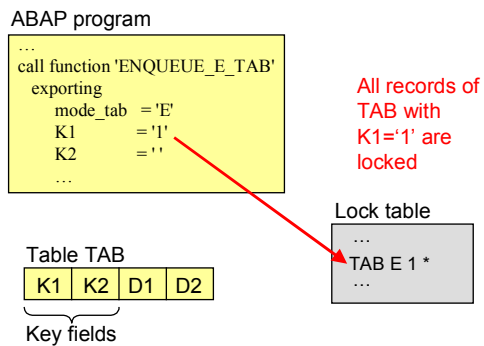 ABAP program
…
call function 'ENQUEUE_E_TAB'
exporting
mode_tab = 'E'
K1 = '1'
K2 = ' '
…
All records of
TAB with
K1=‘1’ are
locked
Lock table
…
TAB E 1 *
…
Table TAB
K1 K2 D1 D2
Key fields